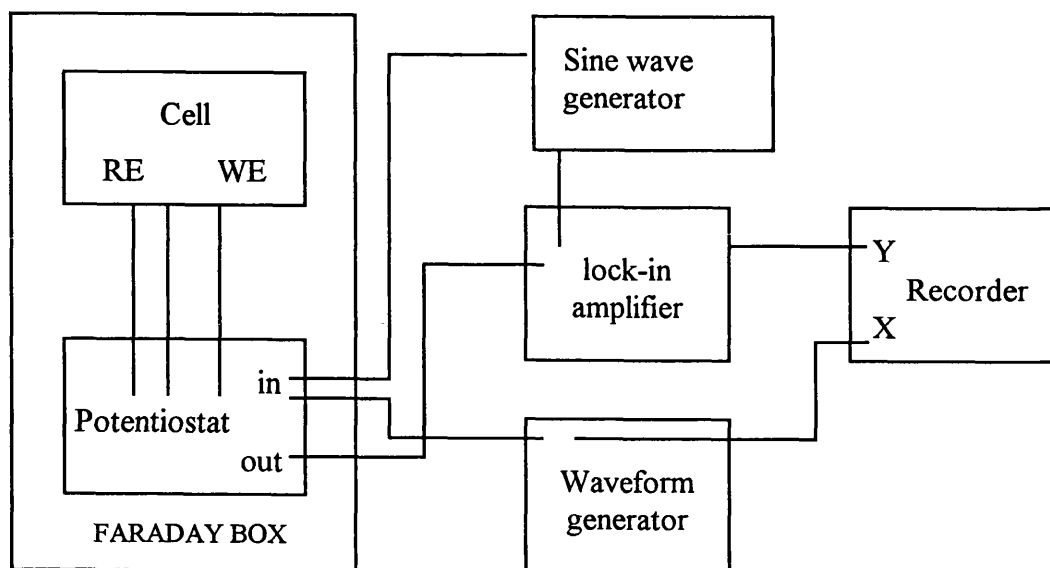 Cell
RE WE
in
Potentiostat
out
FARADAY BOX
Sine wave
generator
lock-in
amplifier
Waveform
generator
Y
Recorder
X